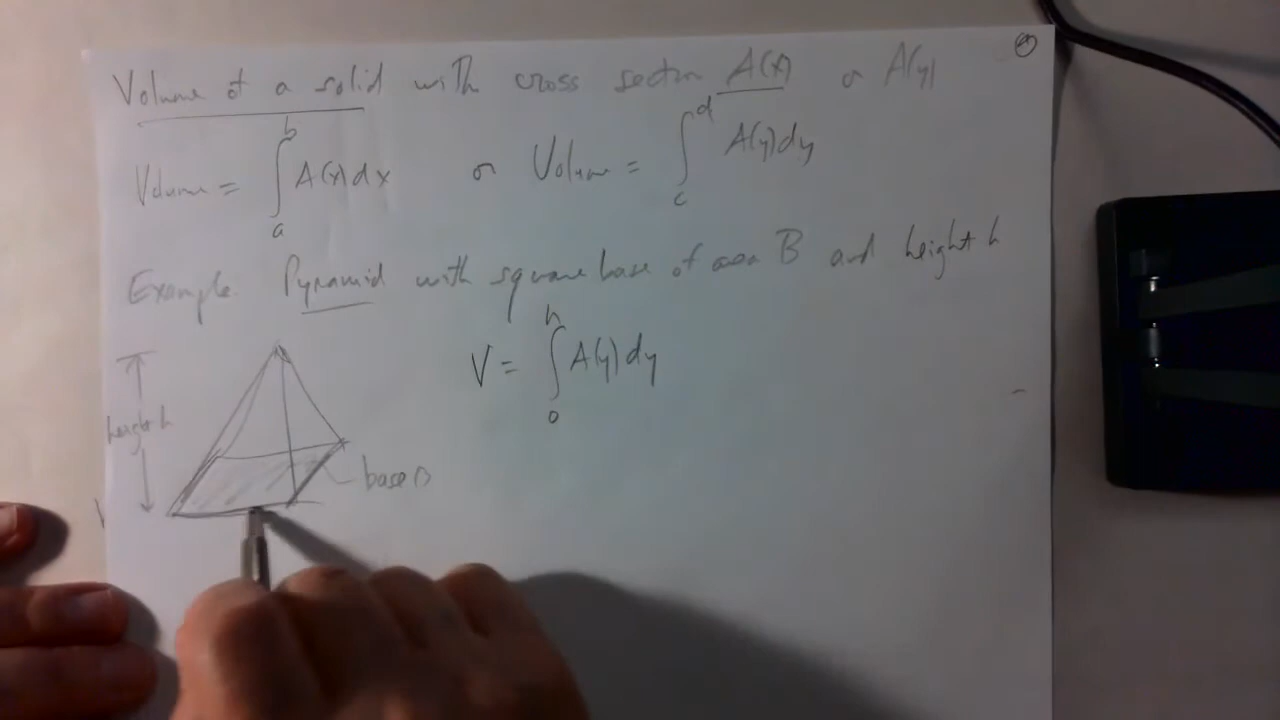 Volume of a solid with cross section A(x) or A(y)
Volume = ∫_a^b A(x) dx or Volume = ∫_c^d A(y) dy
Example. Pyramid with square base of area B and height h
V = ∫_0^h A(y) dy
height h
base B